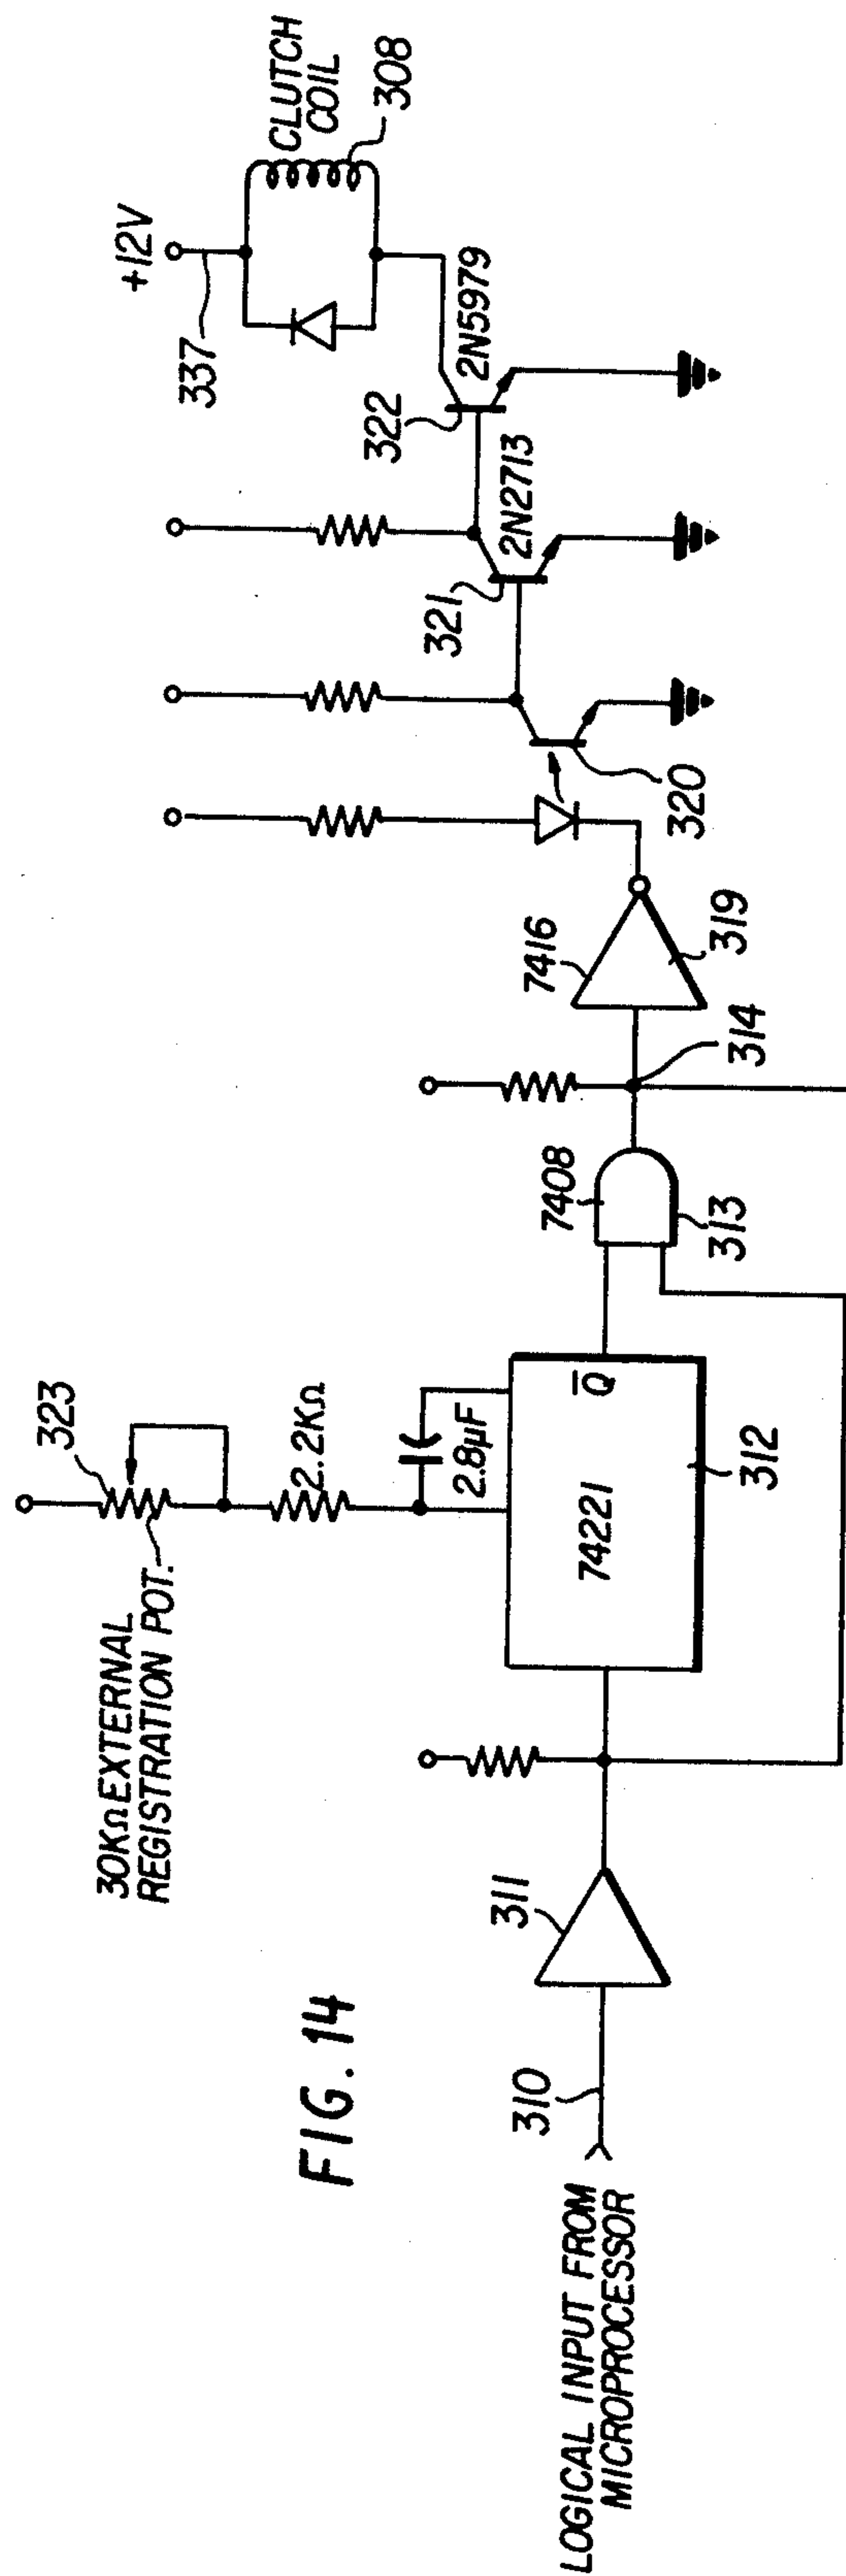 FIG. 14
LOGICAL INPUT FROM
MICROPROCESSOR
310
311
30KΩ EXTERNAL
REGISTRATION POT.
323
2.2KΩ
2.8µF
74221
Q̅
312
7408
313
314
7416
319
320
321
2N2713
322
2N5979
337
+12V
CLUTCH
COIL
308